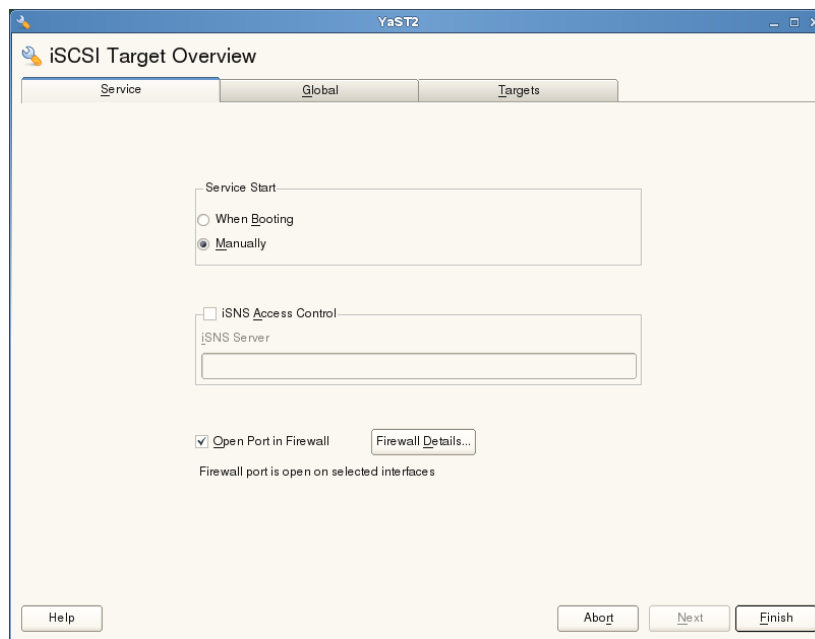 YaST2
iSCSI Target Overview
Service Global Targets
Service Start
When Booting
Manually
iSNS Access Control
iSNS Server
Open Port in Firewall Firewall Details...
Firewall port is open on selected interfaces
Help Abort Next Finish